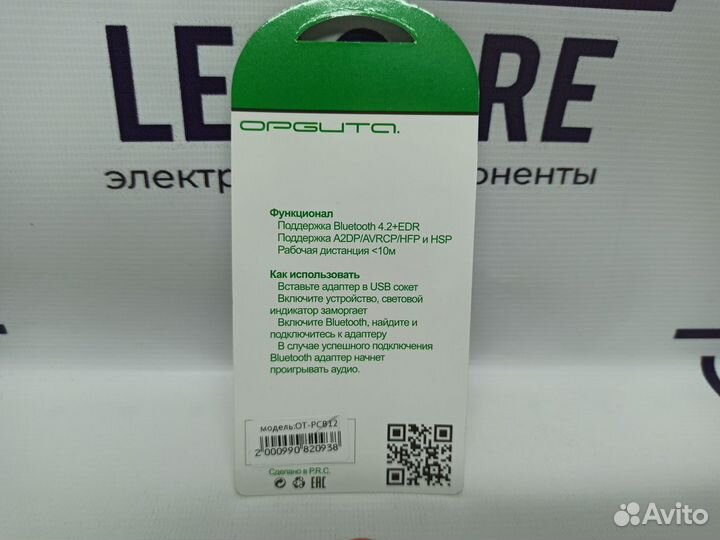 LE RE
электр поненты
ОРГИТА.
Функционал
Поддержка Bluetooth 4.2+EDR
Поддержка A2DP/AVRCP/HFP и HSP
Рабочая дистанция <10м
Как использовать
Вставьте адаптер в USB сокет
Включите устройство, световой
индикатор заморгает
Включите Bluetooth, найдите и
подключитесь к адаптеру
В случае успешного подключения
Bluetooth адаптер начнет
проигрывать аудио.
модель:OT-PCB12
2 000990 820938
Сделано в P.R.C.
EAC
Avito